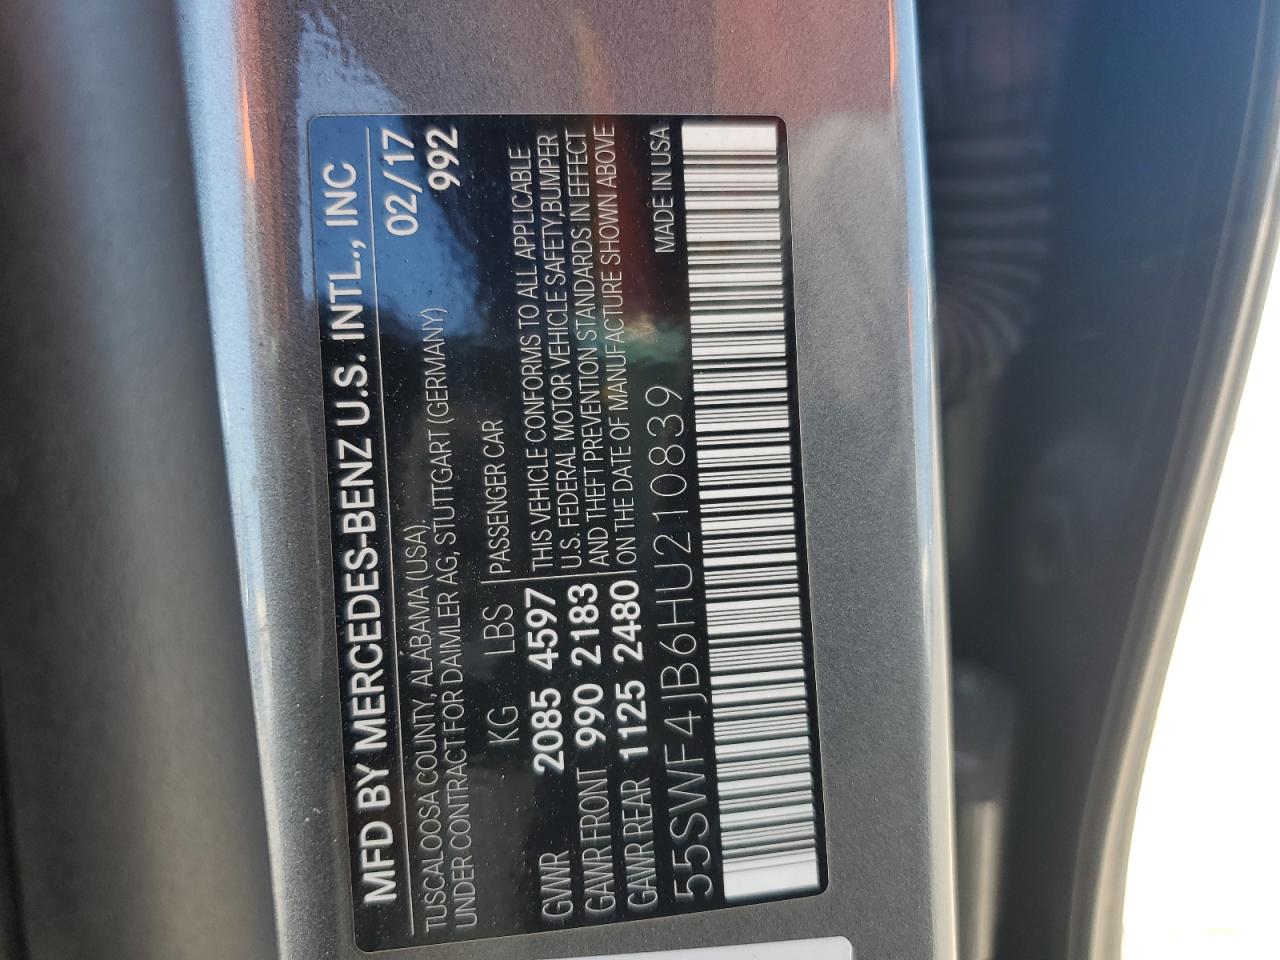 MFD BY MERCEDES-BENZ U.S. INTL., INC
TUSCALOOSA COUNTY, ALABAMA (USA) 02/17
UNDER CONTRACT FOR DAIMLER AG, STUTTGART (GERMANY) 992
KG LBS PASSENGER CAR
GVWR 2085 4597 THIS VEHICLE CONFORMS TO ALL APPLICABLE
U.S. FEDERAL MOTOR VEHICLE SAFETY,BUMPER
GAWR FRONT 990 2183 AND THEFT PREVENTION STANDARDS IN EFFECT
GAWR REAR 1125 2480 ON THE DATE OF MANUFACTURE SHOWN ABOVE
55SWF4JB6HU210839 MADE IN USA